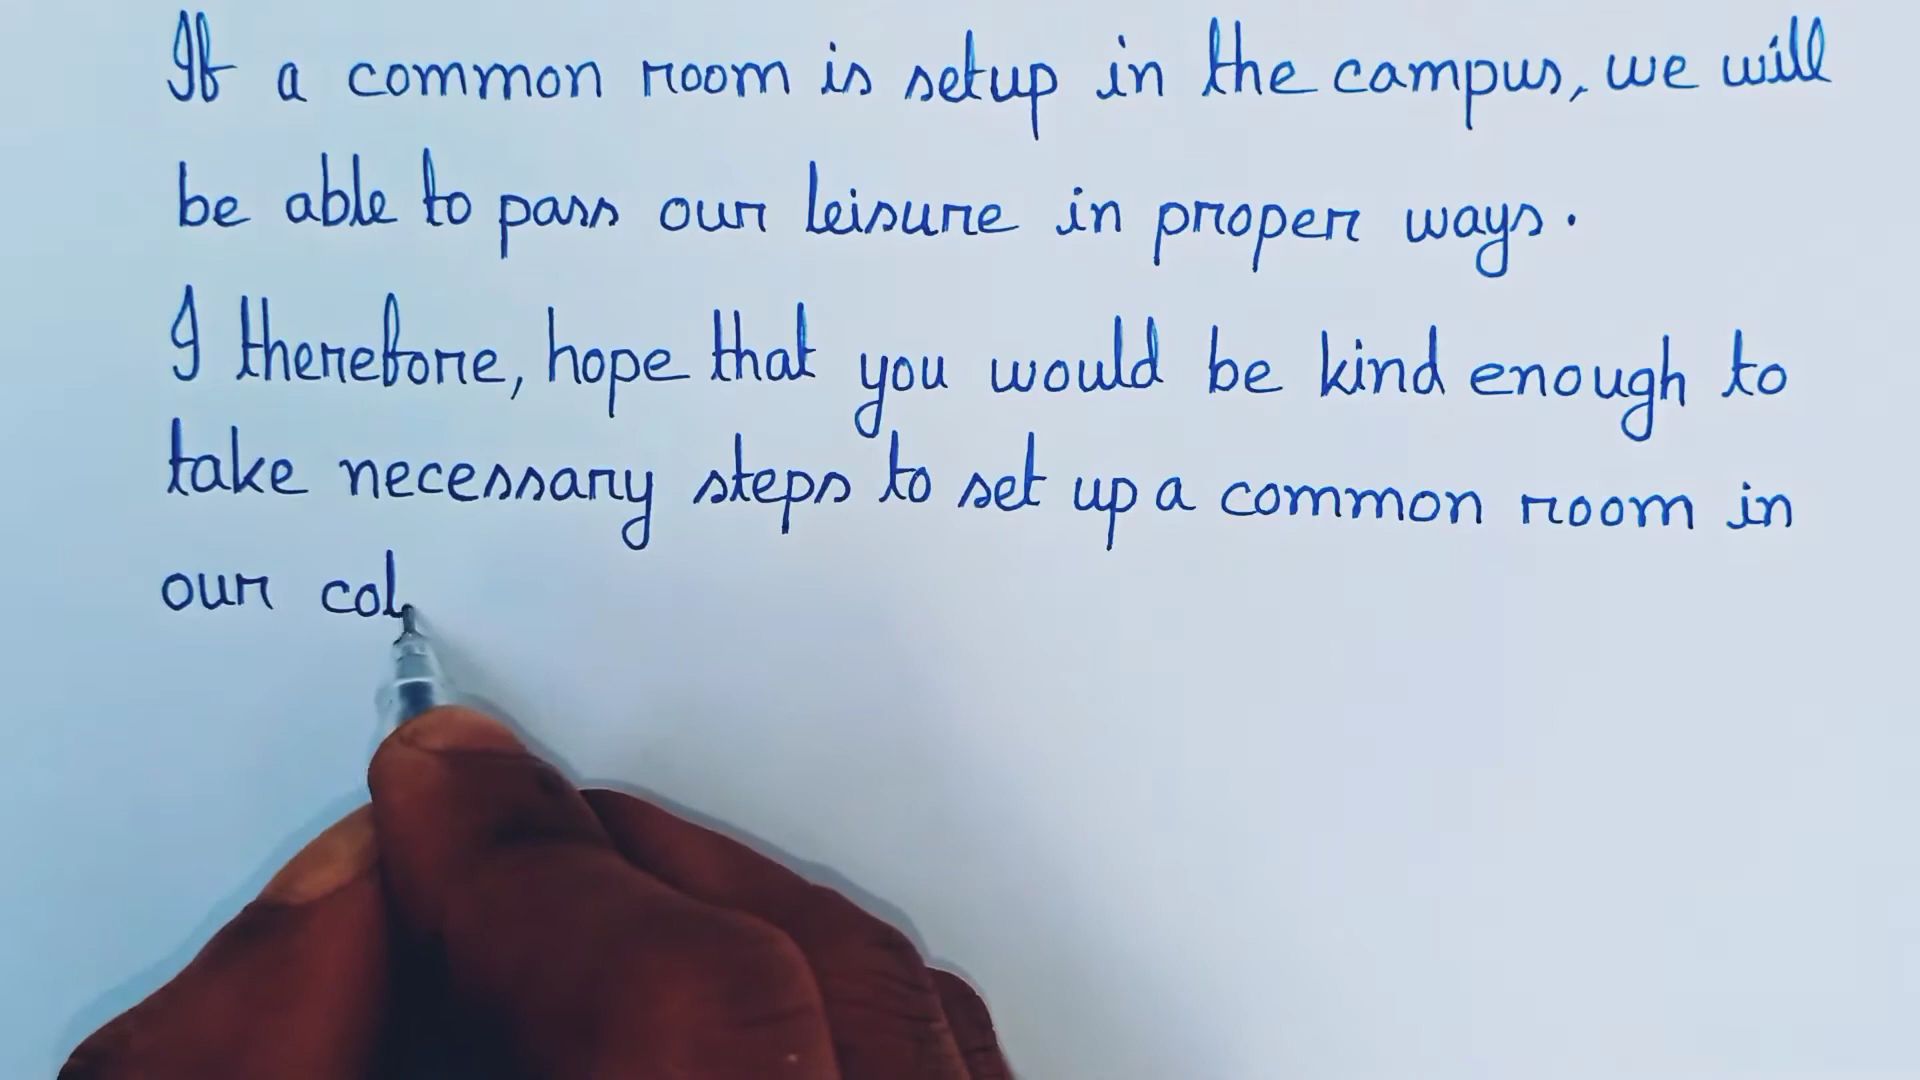 If a common room is setup in the campus, we will
be able to pass our leisure in proper ways.
I therefore, hope that you would be kind enough to
take necessary steps to set up a common room in
our col